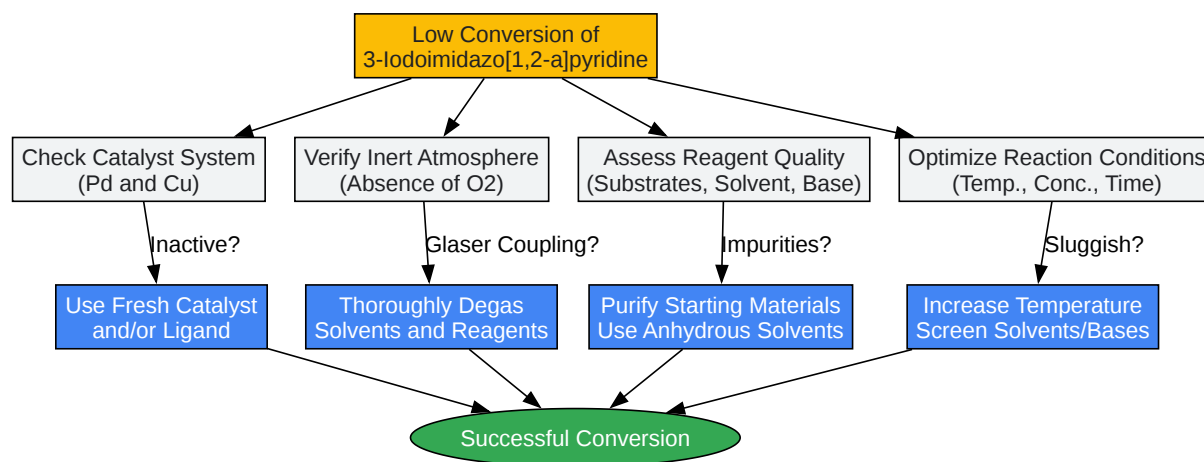 Low Conversion of
3-Iodoimidazo[1,2-a]pyridine
Check Catalyst System
(Pd and Cu)
Verify Inert Atmosphere
(Absence of O2)
Assess Reagent Quality
(Substrates, Solvent, Base)
Optimize Reaction Conditions
(Temp., Conc., Time)
Inactive?
Glaser Coupling?
Impurities?
Sluggish?
Use Fresh Catalyst
and/or Ligand
Thoroughly Degas
Solvents and Reagents
Purify Starting Materials
Use Anhydrous Solvents
Increase Temperature
Screen Solvents/Bases
Successful Conversion